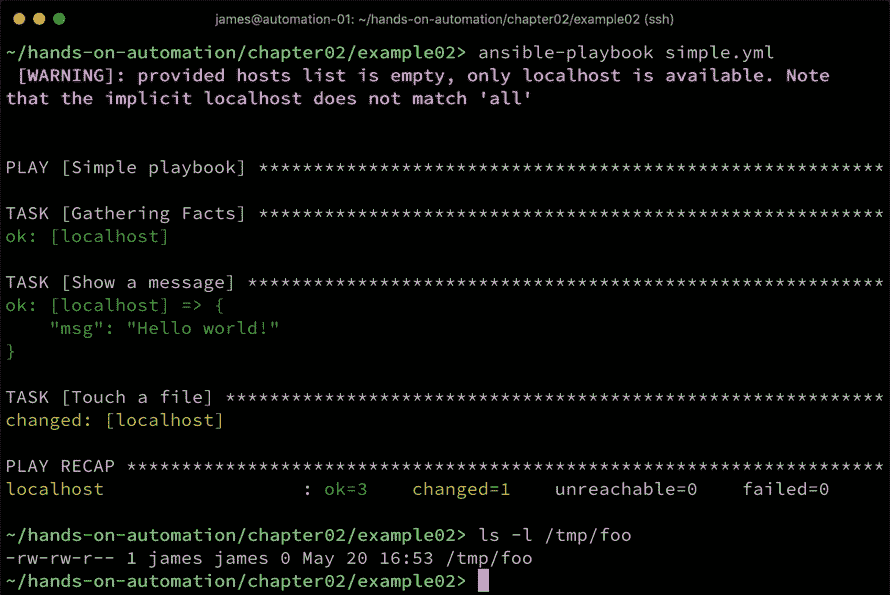 james@automation-01: ~/hands-on-automation/chapter02/example02 (ssh)
~/hands-on-automation/chapter02/example02> ansible-playbook simple.yml
 [WARNING]: provided hosts list is empty, only localhost is available. Note
that the implicit localhost does not match 'all'
PLAY [Simple playbook] *********************************************************
TASK [Gathering Facts] *********************************************************
ok: [localhost]
TASK [Show a message] **********************************************************
ok: [localhost] => {
    "msg": "Hello world!"
}
TASK [Touch a file] ************************************************************
changed: [localhost]
PLAY RECAP *********************************************************************
localhost                  : ok=3    changed=1    unreachable=0    failed=0
~/hands-on-automation/chapter02/example02> ls -l /tmp/foo
-rw-rw-r-- 1 james james 0 May 20 16:53 /tmp/foo
~/hands-on-automation/chapter02/example02>